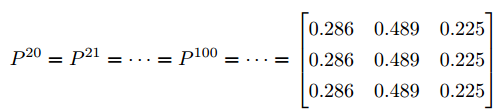 P^{20} = P^{21} = ··· = P^{100} = ··· = [0.286 0.489 0.225
0.286 0.489 0.225
0.286 0.489 0.225]